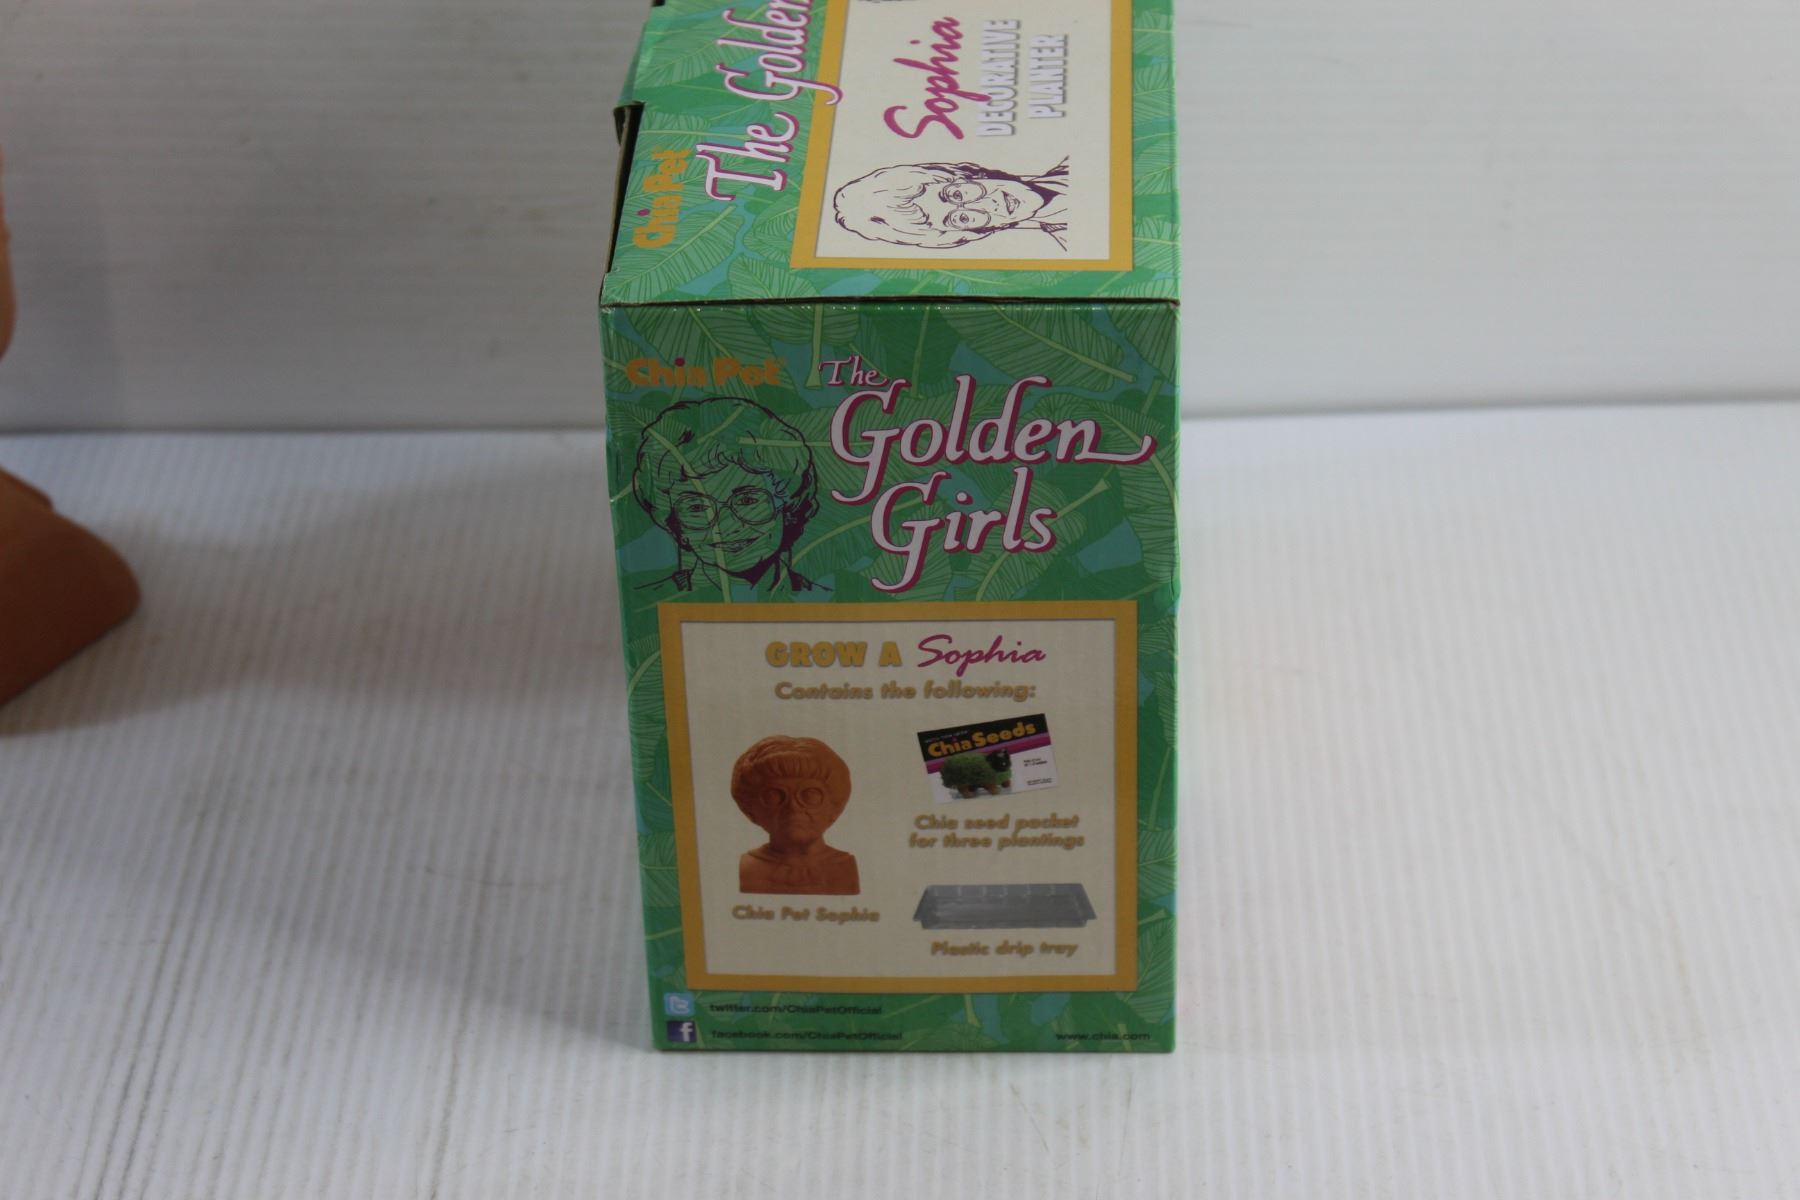 Chia Pet
The Golden
Sophia
DECORATIVE
PLANTER
Chia Pet
The
Golden
Girls
GROW A Sophia
Contains the following:
Chia Seeds
Chia seed packet
for three plantings
Chia Pet Sophia
Plastic drip tray
twitter.com/ChiaPetOfficial
facebook.com/ChiaPetOfficial
www.chia.com